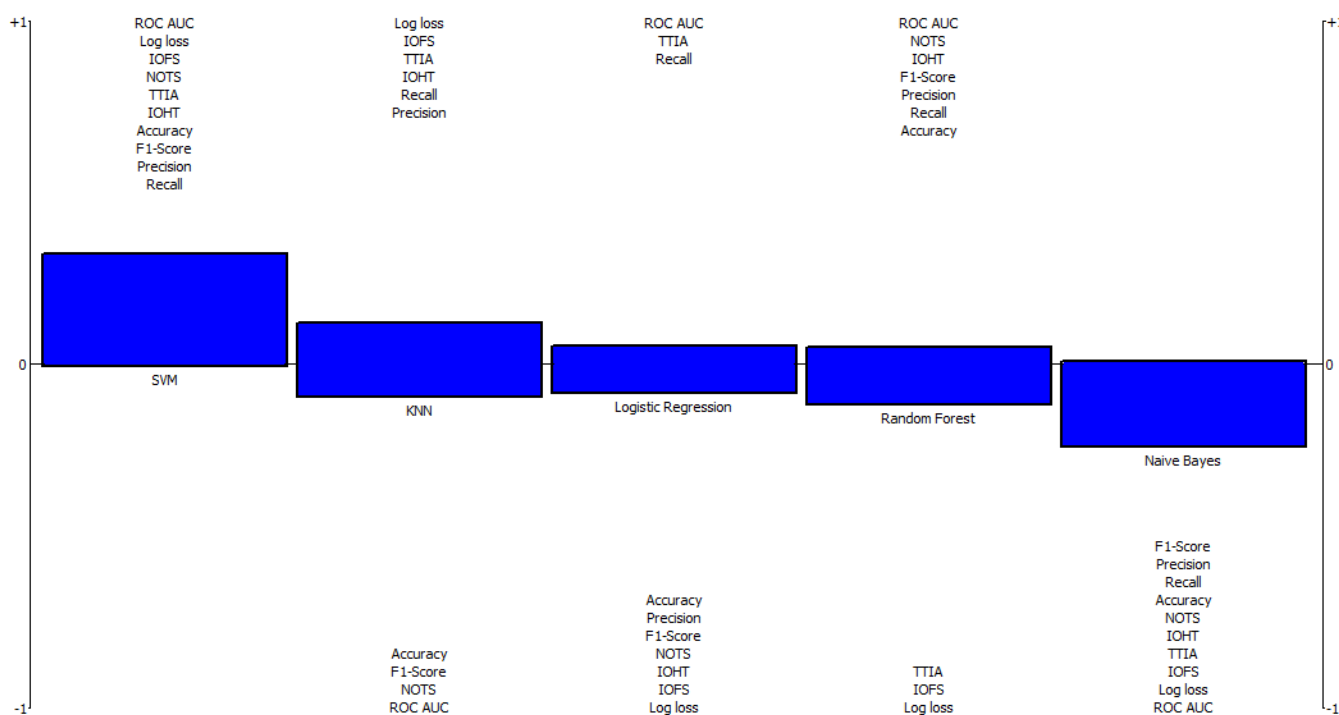 +1
ROC AUC
Log loss
IOFS
NOTS
TTIA
IOHT
Accuracy
F1-Score
Precision
Recall
Log loss
IOFS
TTIA
IOHT
Recall
Precision
ROC AUC
TTIA
Recall
ROC AUC
NOTS
IOHT
F1-Score
Precision
Recall
Accuracy
0
SVM
KNN
Logistic Regression
Random Forest
Naive Bayes
0
Accuracy
F1-Score
NOTS
ROC AUC
Accuracy
Precision
F1-Score
NOTS
IOHT
IOFS
Log loss
TTIA
IOFS
Log loss
F1-Score
Precision
Recall
Accuracy
NOTS
IOHT
TTIA
IOFS
Log loss
ROC AUC
-1